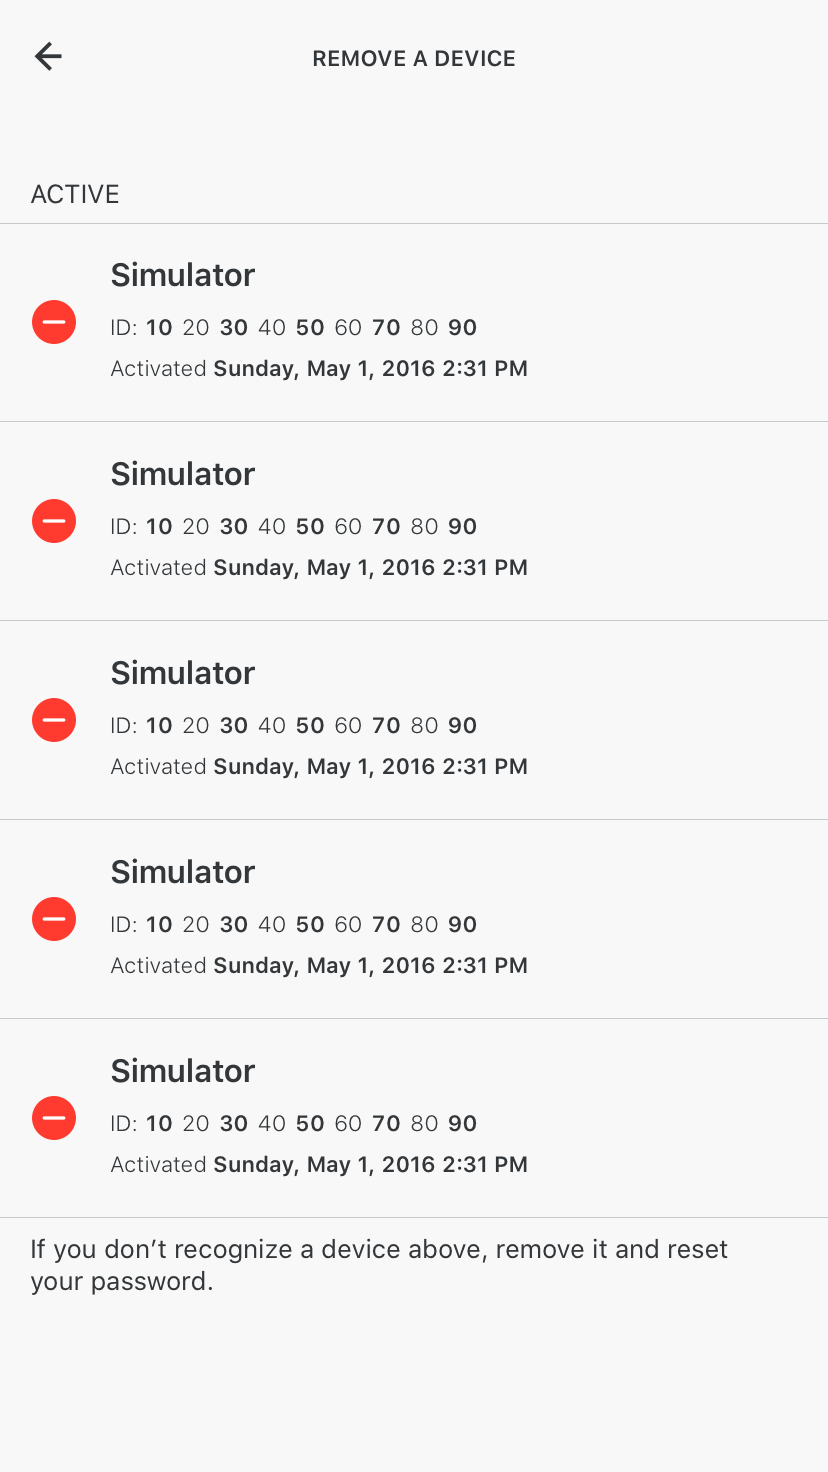 REMOVE A DEVICE
ACTIVE
Simulator
ID: 10 20 30 40 50 60 70 80 90
Activated Sunday, May 1, 2016 2:31 PM
Simulator
ID: 10 20 30 40 50 60 70 80 90
Activated Sunday, May 1, 2016 2:31 PM
Simulator
ID: 10 20 30 40 50 60 70 80 90
Activated Sunday, May 1, 2016 2:31 PM
Simulator
ID: 10 20 30 40 50 60 70 80 90
Activated Sunday, May 1, 2016 2:31 PM
Simulator
ID: 10 20 30 40 50 60 70 80 90
Activated Sunday, May 1, 2016 2:31 PM
If you don’t recognize a device above, remove it and reset
your password.